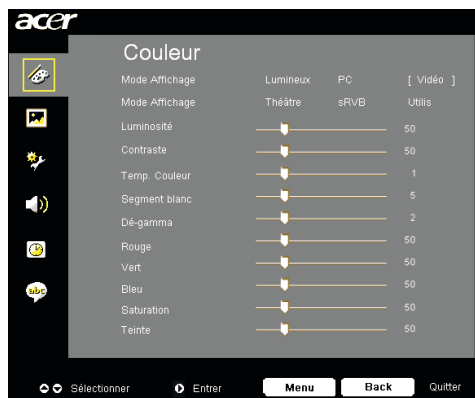 acer
Couleur
Mode Affichage Lumineux PC [ Vidéo ]
Mode Affichage Théâtre sRVB Utilis
Luminosité 50
Contraste 50
Temp. Couleur 1
Segment blanc 5
Dé-gamma 2
Rouge 50
Vert 50
Bleu 50
Saturation 50
Teinte 50
abc
Sélectionner Entrer Menu Back Quitter